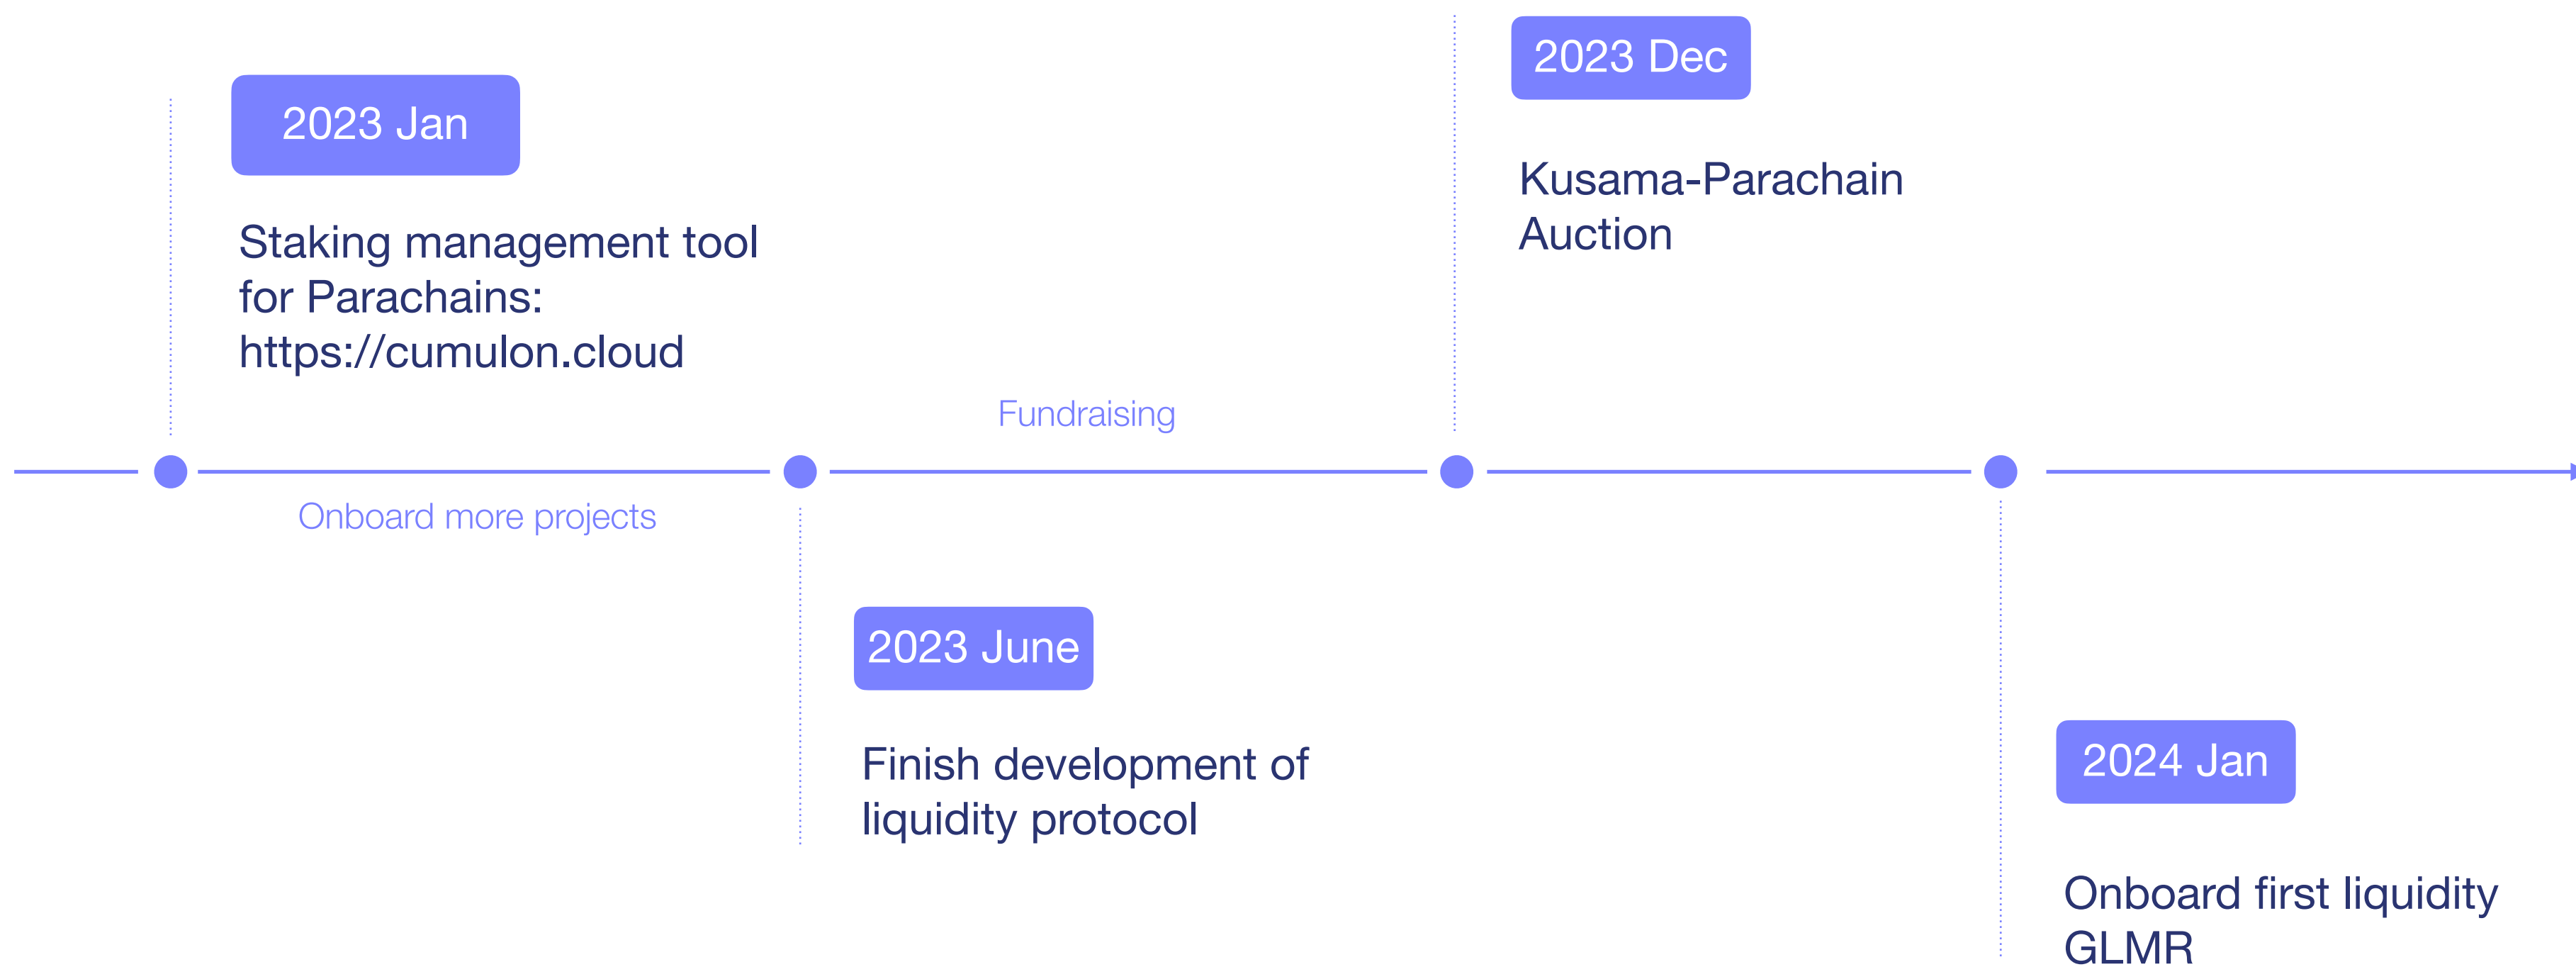 2023 Jan
Staking management tool
for Parachains:
https://cumulon.cloud
Onboard more projects
2023 June
Finish development of
liquidity protocol
Fundraising
2023 Dec
Kusama-Parachain
Auction
2024 Jan
Onboard first liquidity
GLMR